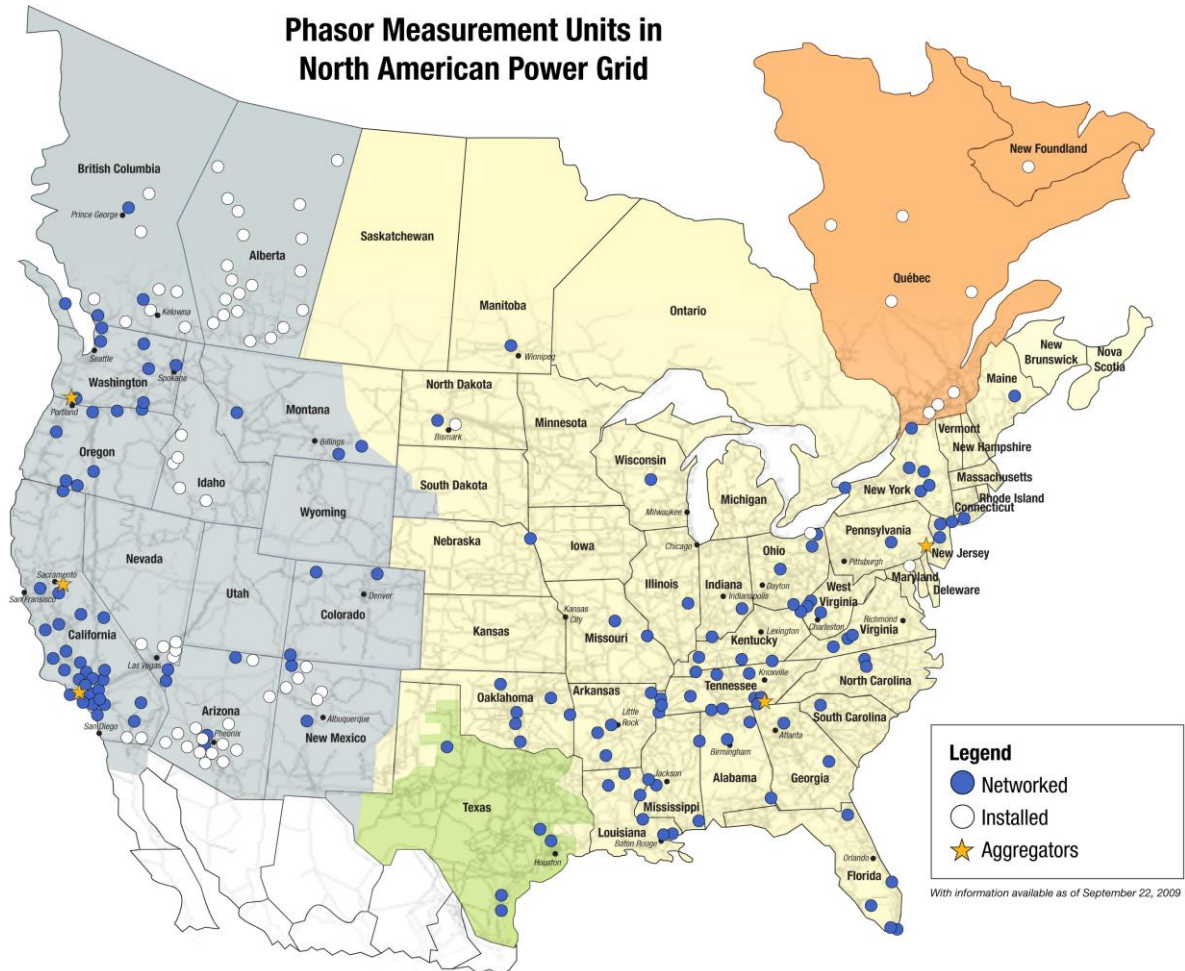 Phasor Measurement Units in
North American Power Grid
British Columbia
Prince George
Alberta
Saskatchewan
Manitoba
Ontario
Québec
New Foundland
New
Brunswick
Nova
Scotia
Kelowna
Winnipeg
Seattle
Spokane
Washington
Portland
Oregon
Montana
Billings
Idaho
Wyoming
North Dakota
Bismark
South Dakota
Minnesota
Wisconsin
Milwaukee
Michigan
Maine
Vermont
New Hampshire
Massachusetts
Rhode Island
Connecticut
New York
Pennsylvania
Pittsburgh
New Jersey
Maryland
Deleware
Nevada
Sacramento
San Fransisco
California
Utah
Colorado
Denver
Nebraska
Iowa
Chicago
Illinois
Indiana
Indianapolis
Ohio
Dayton
West
Virginia
Charleston
Richmond
Virginia
Kansas
Kansas
City
Missouri
Kentucky
Lexington
Las Vegas
San Diego
Arizona
Pheonix
Albuquerque
New Mexico
Oklahoma
Arkansas
Little
Rock
Tennessee
Knoxville
North Carolina
South Carolina
Atlanta
Birmingham
Alabama
Georgia
Jackson
Mississippi
Texas
Houston
Louisiana
Baton Rouge
Orlando
Florida
Legend
Networked
Installed
Aggregators
With information available as of September 22, 2009